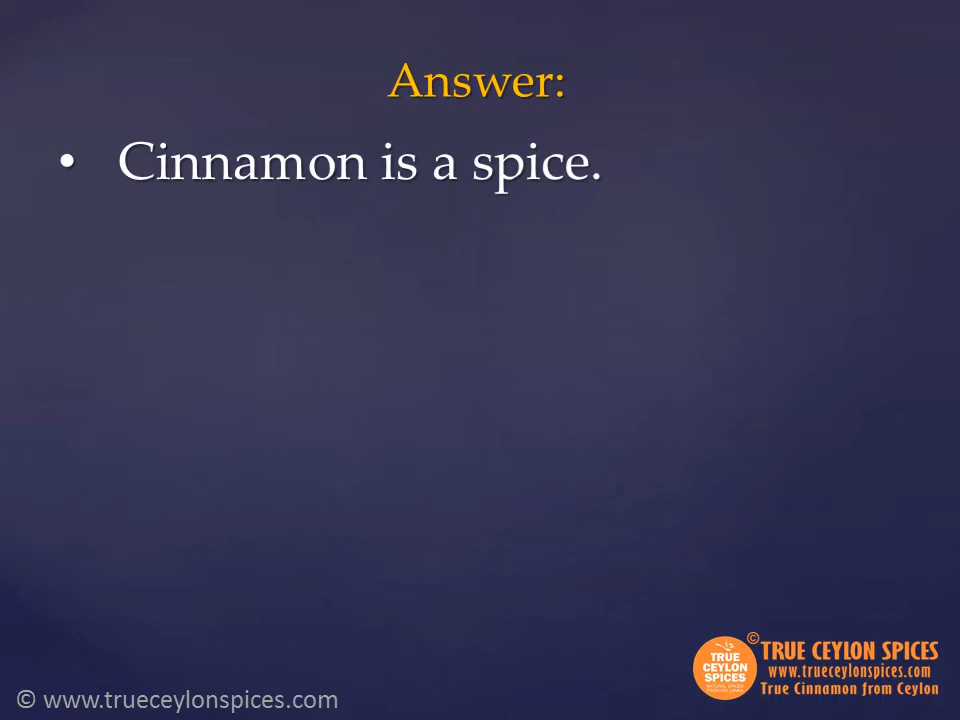 Answer:
• Cinnamon is a spice.
©
TRUE
CEYLON
SPICES
TRUE CEYLON SPICES
www.trueceylonspices.com
True Cinnamon from Ceylon
© www.trueceylonspices.com